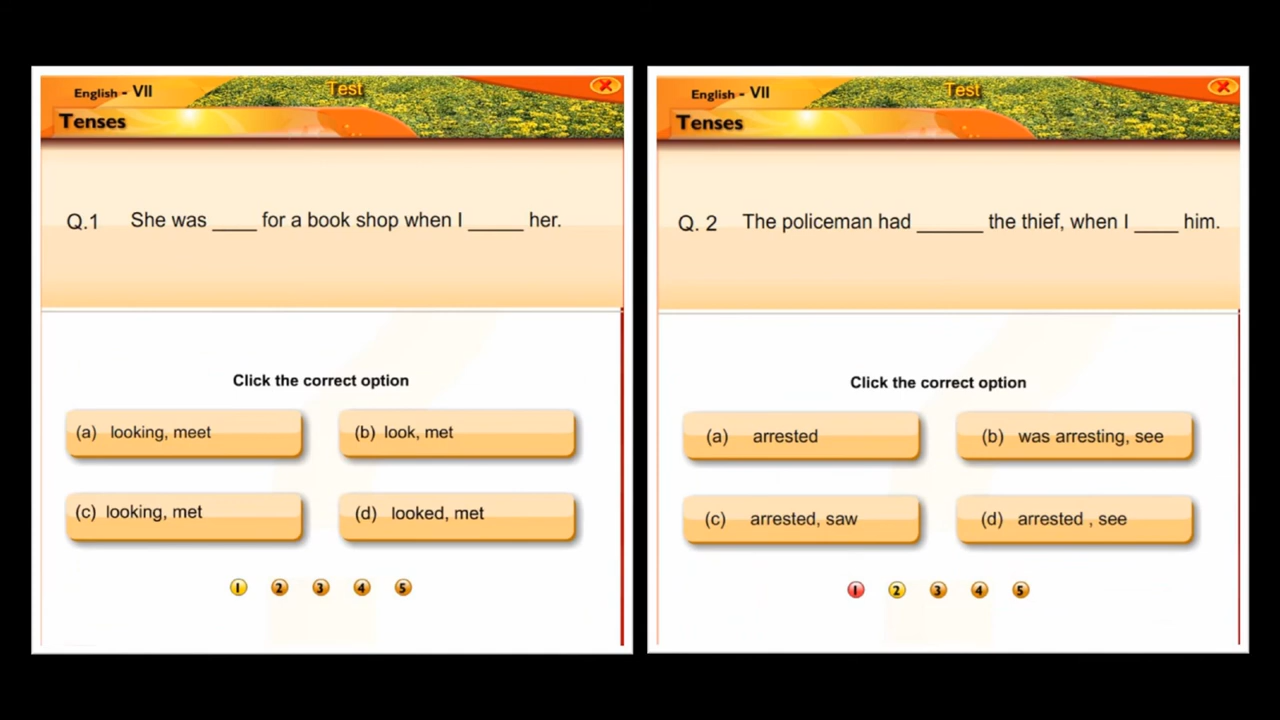 English - VII
Test
Tenses
Q.1 She was ____ for a book shop when I _____ her.
Click the correct option
(a) looking, meet
(b) look, met
(c) looking, met
(d) looked, met
1 2 3 4 5
English - VII
Test
Tenses
Q. 2 The policeman had ______ the thief, when I ____ him.
Click the correct option
(a) arrested
(b) was arresting, see
(c) arrested, saw
(d) arrested , see
1 2 3 4 5